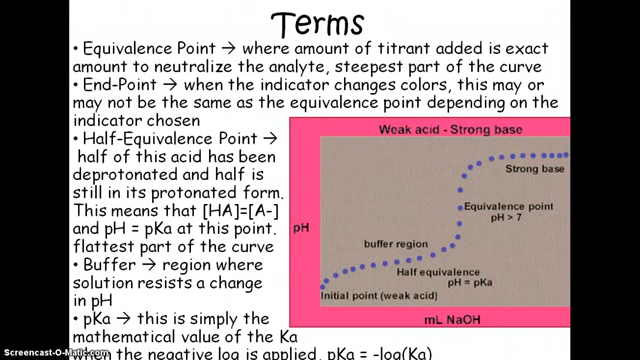 Terms
• Equivalence Point → where amount of titrant added is exact
amount to neutralize the analyte, steepest part of the curve
• End-Point → when the indicator changes colors, this may or
may not be the same as the equivalence point depending on the
indicator chosen
• Half-Equivalence Point →
half of this acid has been
deprotonated and half is
still in its protonated form.
This means that [HA]=[A-]
and pH = pKa at this point.
flattest part of the curve
• Buffer → region where
solution resists a change
in pH
• pKa → this is simply the
mathematical value of the Ka
when the negative log is applied, pKa = -log(Ka)
Weak acid - Strong base
Strong base
Equivalence point
pH > 7
pH
buffer region
Half equivalence
pH = pKa
Initial point (weak acid)
mL NaOH
Screencast-O-Matic.com